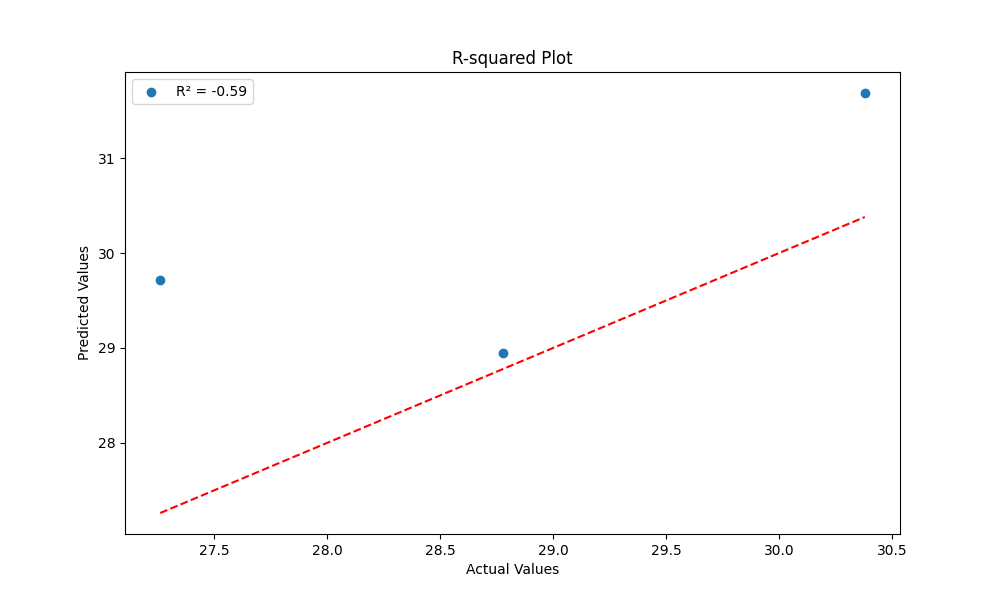 R-squared Plot
R² = -0.59
31
30
29
28
Predicted Values
27.5 28.0 28.5 29.0 29.5 30.0 30.5
Actual Values